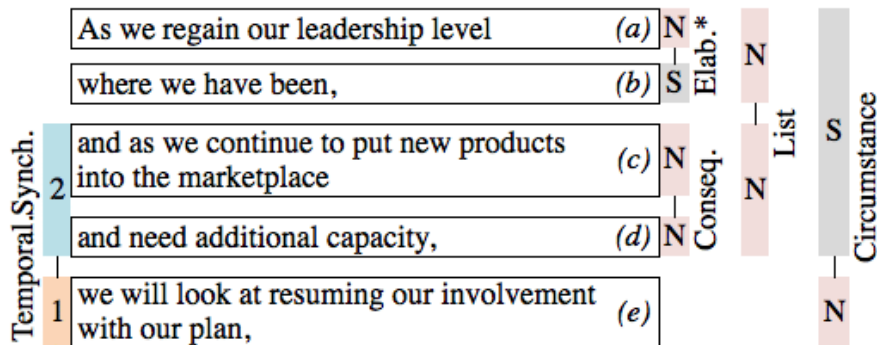 As we regain our leadership level (a) N
where we have been, (b) S
Elab.*
N
and as we continue to put new products
into the marketplace (c) N
and need additional capacity, (d) N
Conseq.
N
List
S
Circumstance
Temporal.Synch.
2
1
we will look at resuming our involvement
with our plan, (e)
N